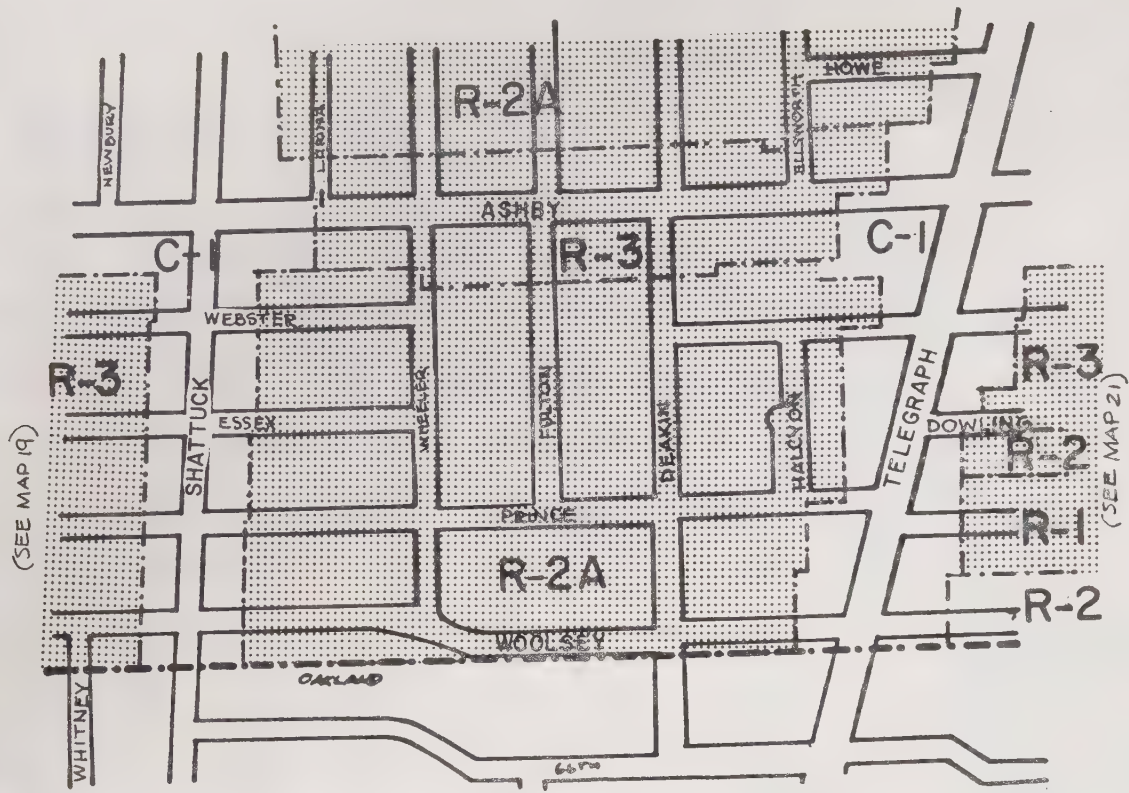 HOWE
R-2A
ELLSWORTH
NEWBURY
LORINA
ASHBY
C-1
R-3
C-1
WEBSTER
R-3
SHATTUCK
ESSEX
WHEELER
FULTON
DEAKIN
HALCYON
TELEGRAPH
R-3
DOWLING
R-2
(SEE MAP 19)
(SEE MAP 21)
PRINCE
R-1
R-2A
R-2
WOOLSEY
OAKLAND
WHITNEY
66TH